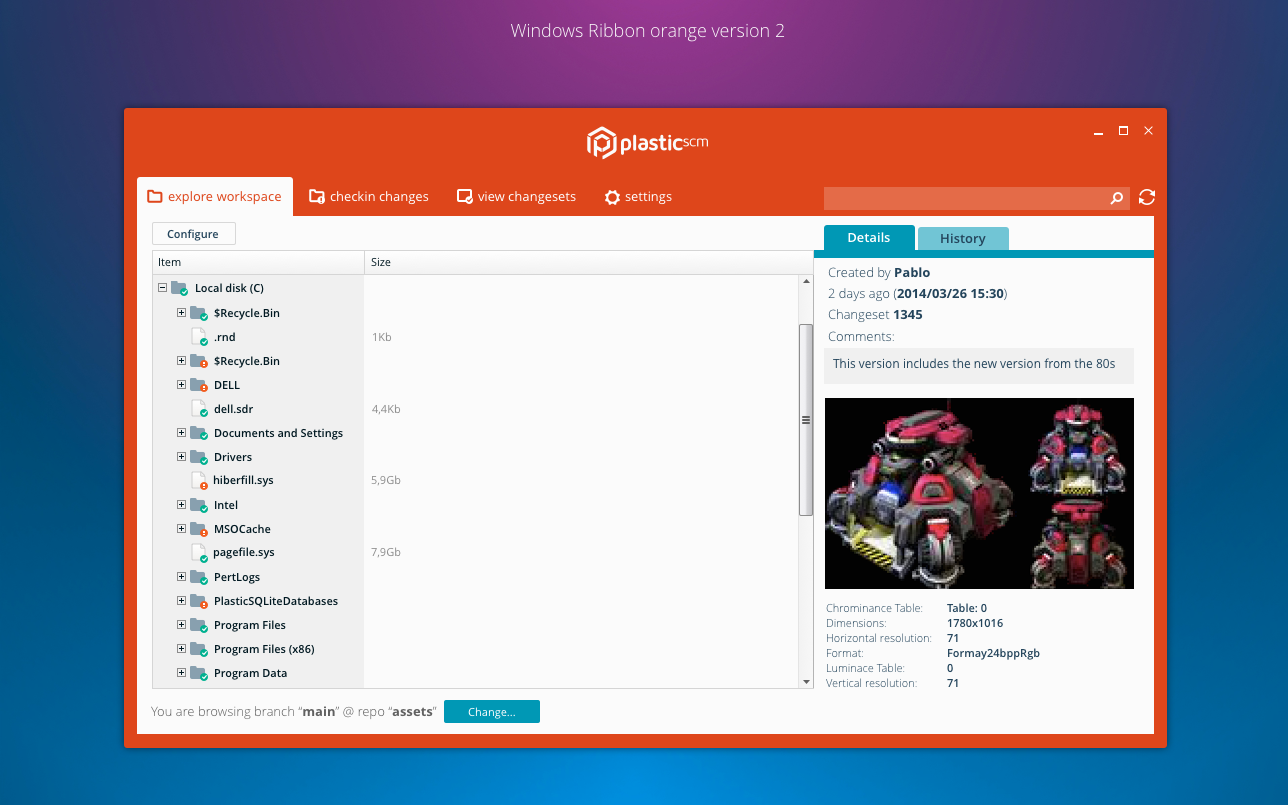 Windows Ribbon orange version 2
plastic scm
explore workspace
checkin changes
view changesets
settings
Configure
Item
Size
Local disk (C)
$Recycle.Bin
.rnd 1Kb
$Recycle.Bin
DELL
dell.sdr 4,4Kb
Documents and Settings
Drivers
hiberfill.sys 5,9Gb
Intel
MSOCache
pagefile.sys 7,9Gb
PertLogs
PlasticSQLiteDatabases
Program Files
Program Files (x86)
Program Data
You are browsing branch “main” @ repo “assets”
Change...
Details
History
Created by Pablo
2 days ago (2014/03/26 15:30)
Changeset 1345
Comments:
This version includes the new version from the 80s
Chrominance Table: Table: 0
Dimensions: 1780x1016
Horizontal resolution: 71
Format: Formay24bppRgb
Luminace Table: 0
Vertical resolution: 71